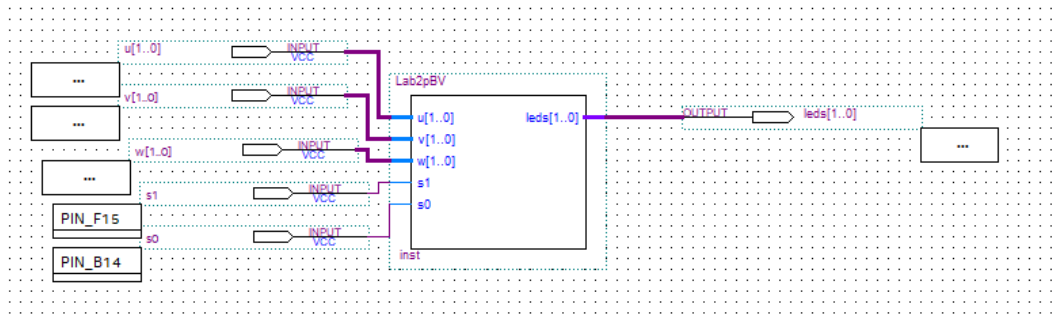 u[1..0]
INPUT
VCC
...
v[1..0]
INPUT
VCC
...
w[1..0]
INPUT
VCC
...
s1
INPUT
VCC
PIN_F15
s0
INPUT
VCC
PIN_B14
Lab2pBV
u[1..0]
leds[1..0]
v[1..0]
w[1..0]
s1
s0
inst
OUTPUT
leds[1..0]
...